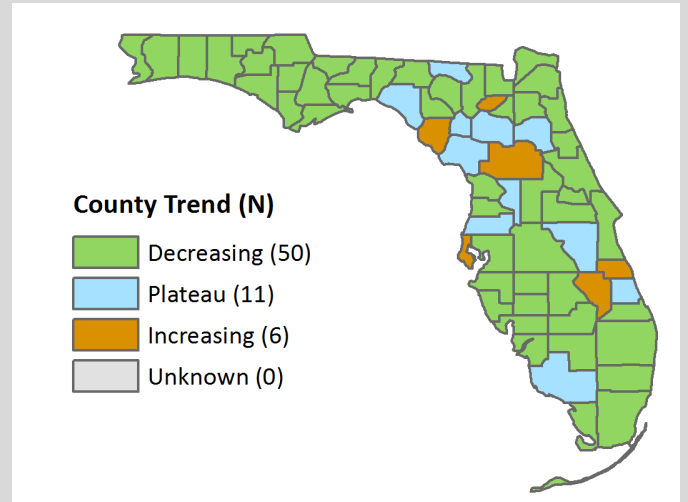 County Trend (N)
Decreasing (50)
Plateau (11)
Increasing (6)
Unknown (0)